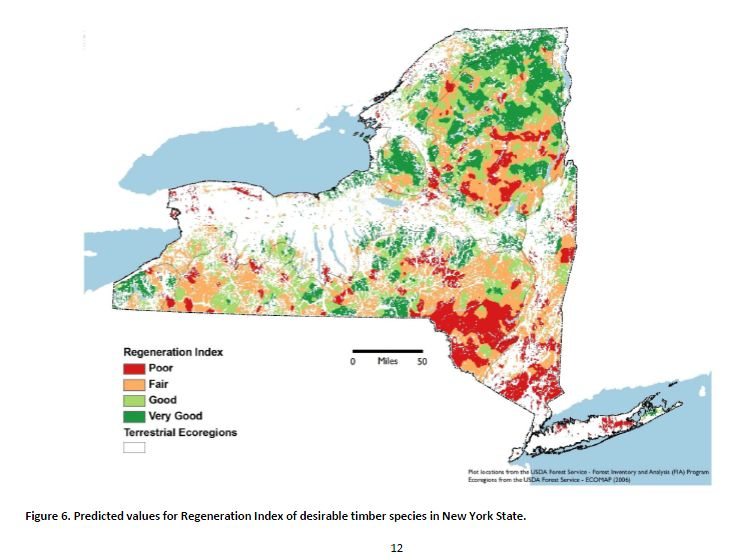 Regeneration Index
Poor
Fair
Good
Very Good
Terrestrial Ecoregions
0 Miles 50
Plot locations from the USDA Forest Service - Forest Inventory and Analysis (FIA) Program
Ecoregions from the USDA Forest Service - ECOMAP (2006)
Figure 6. Predicted values for Regeneration Index of desirable timber species in New York State.
12